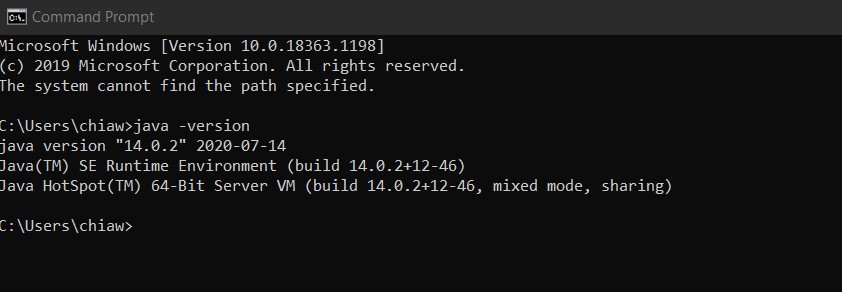 Command Prompt
Microsoft Windows [Version 10.0.18363.1198]
(c) 2019 Microsoft Corporation. All rights reserved.
The system cannot find the path specified.
C:\Users\chiaw>java -version
java version "14.0.2" 2020-07-14
Java(TM) SE Runtime Environment (build 14.0.2+12-46)
Java HotSpot(TM) 64-Bit Server VM (build 14.0.2+12-46, mixed mode, sharing)
C:\Users\chiaw>